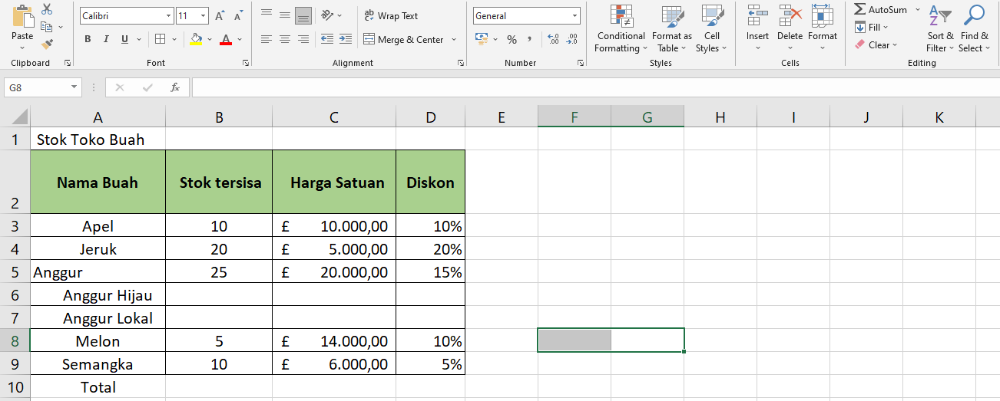 Calibri 11 A A ab Wrap Text General
Paste B I U A Merge & Center % , Conditional Formatting Format as Table Cell Styles Insert Delete Format AutoSum Fill Clear Sort & Filter Find & Select
Clipboard Font Alignment Number Styles Cells Editing
G8 fx
A B C D E F G H I J K
1 Stok Toko Buah
2 Nama Buah Stok tersisa Harga Satuan Diskon
3 Apel 10 £ 10.000,00 10%
4 Jeruk 20 £ 5.000,00 20%
5 Anggur 25 £ 20.000,00 15%
6 Anggur Hijau
7 Anggur Lokal
8 Melon 5 £ 14.000,00 10%
9 Semangka 10 £ 6.000,00 5%
10 Total